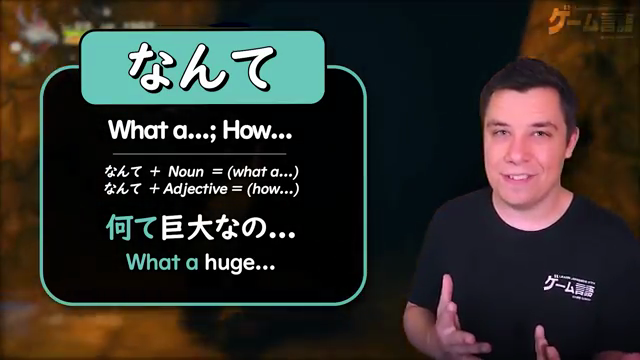 なんて
What a...; How...
なんて + Noun = (what a...)
なんて + Adjective = (how...)
何て巨大なの...
What a huge...
ゲーム言語
ゲーム言語